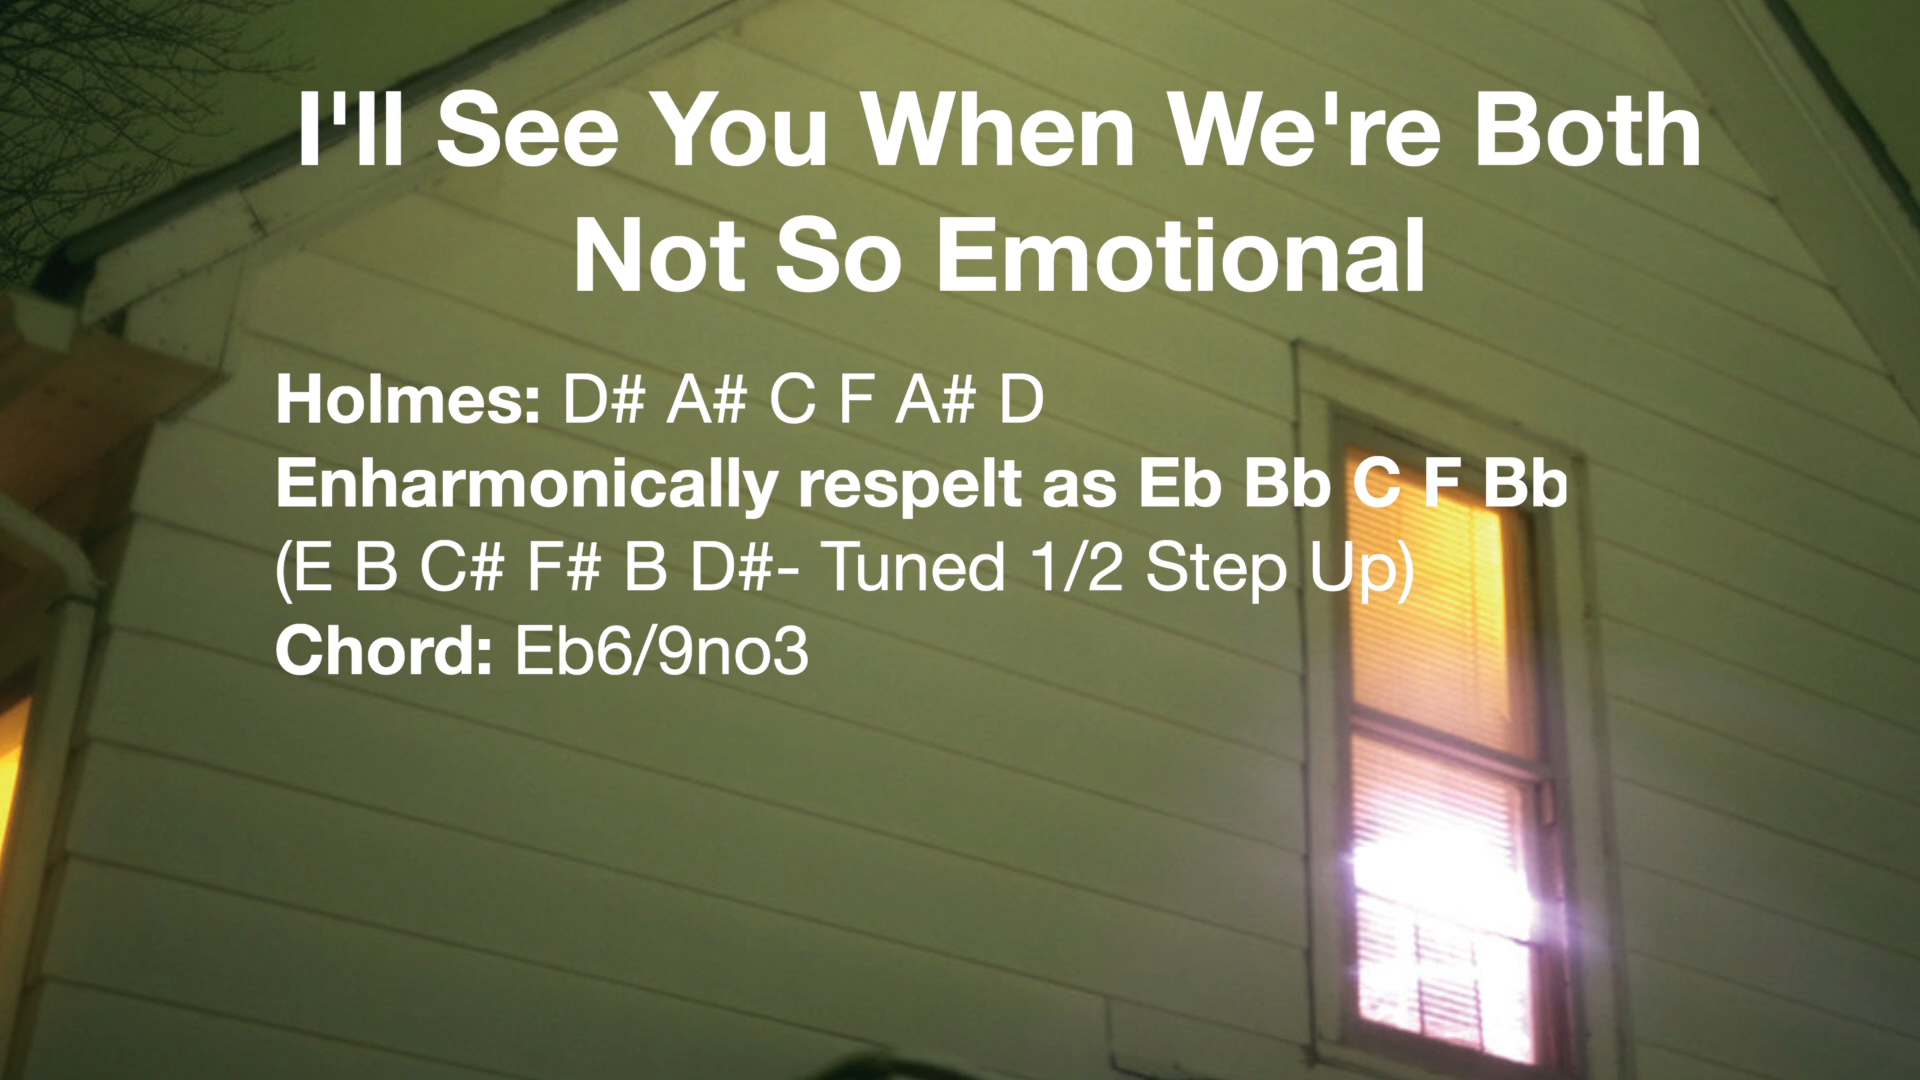 I'll See You When We're Both
Not So Emotional
Holmes: D# A# C F A# D
Enharmonically respelt as Eb Bb C F Bb
(E B C# F# B D#- Tuned 1/2 Step Up)
Chord: Eb6/9no3